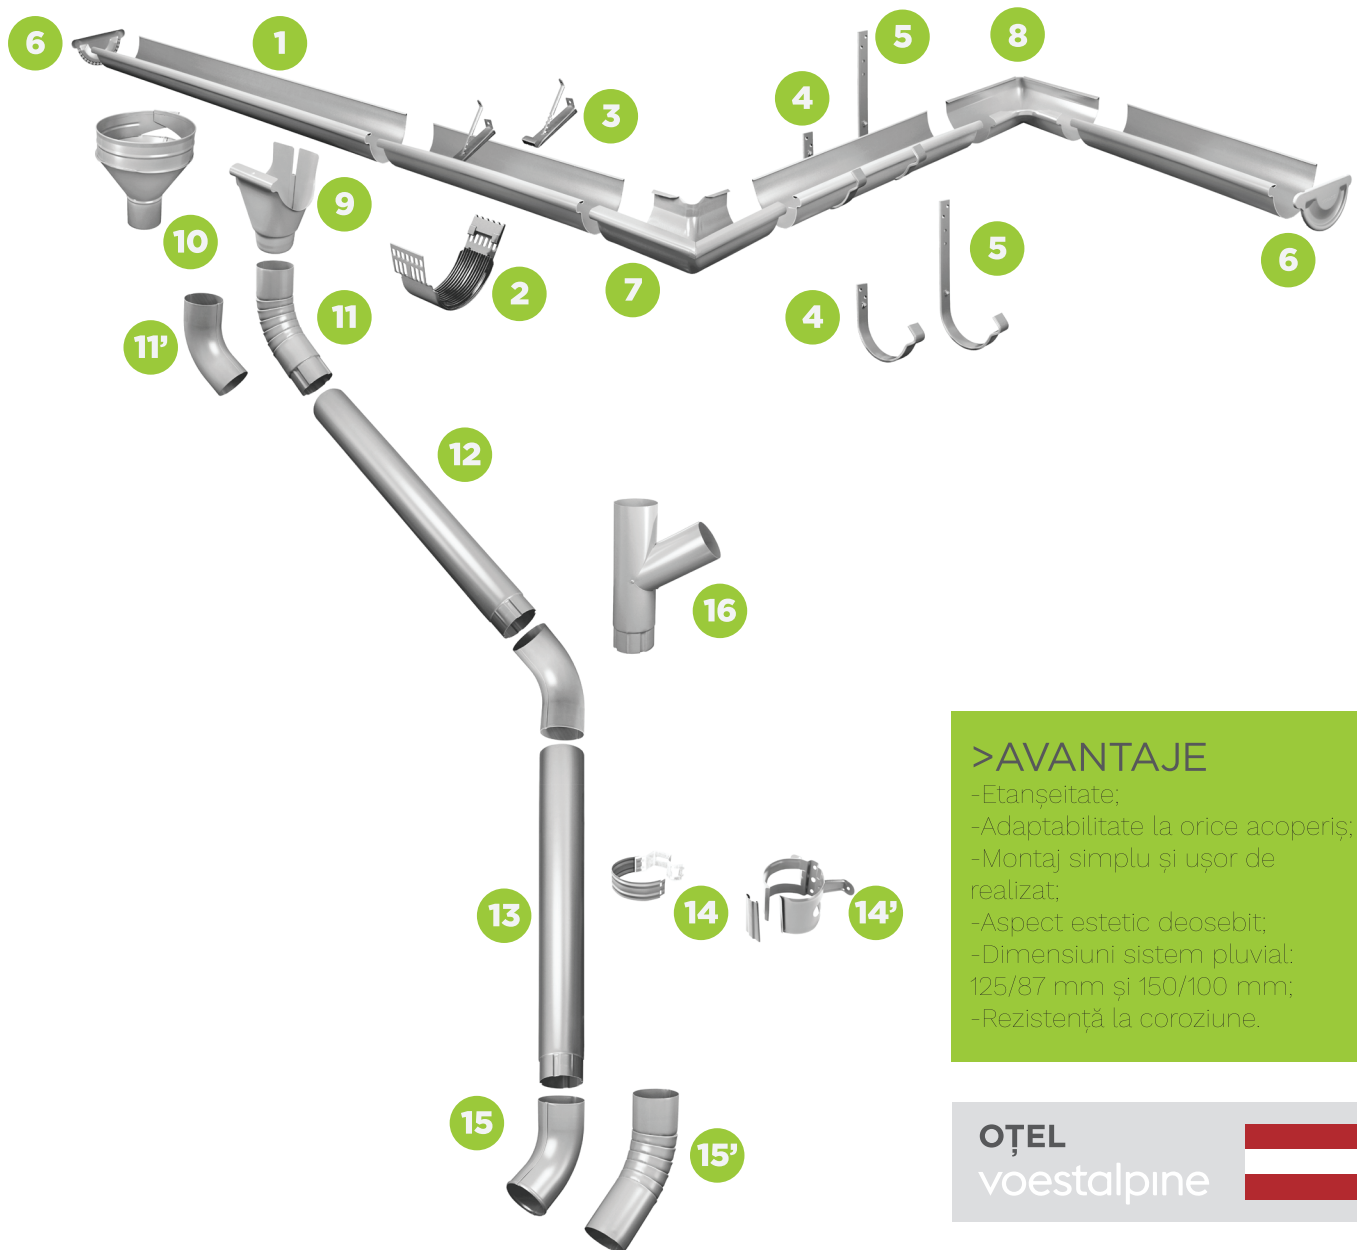 6
1
5
8
4
3
9
10
5
6
2
7
4
11
11’
12
16
>AVANTAJE
-Etanșeitate;
-Adaptabilitate la orice acoperiș;
-Montaj simplu și ușor de
realizat;
-Aspect estetic deosebit;
-Dimensiuni sistem pluvial:
125/87 mm și 150/100 mm;
-Rezistență la coroziune.
13
14
14’
15
15’
OȚEL
voestalpine